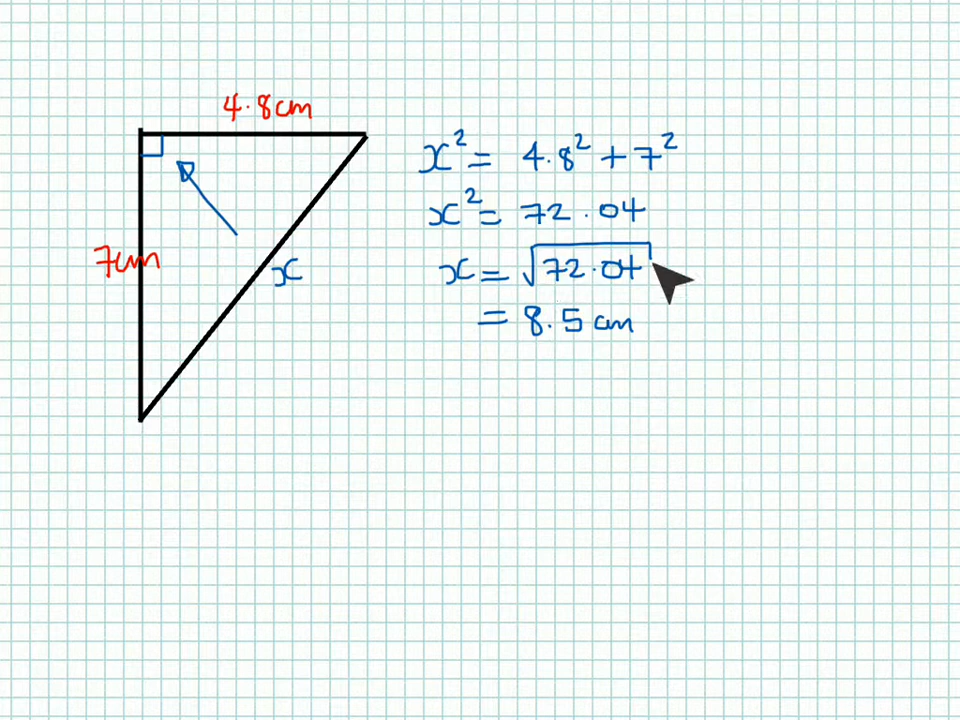 4.8cm
7cm
x
x² = 4.8² + 7²
x² = 72.04
x = √72.04
= 8.5 cm